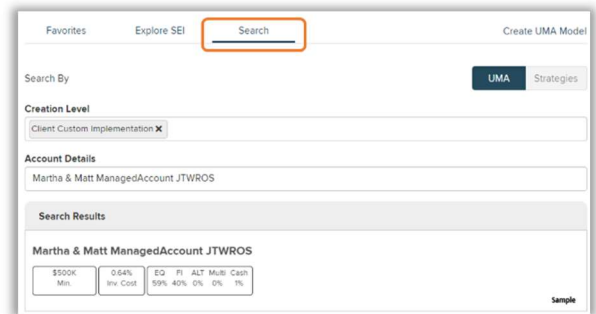 Favorites Explore SEI Search Create UMA Model
Search By UMA Strategies
Creation Level
Client Custom Implementation ✕
Account Details
Martha & Matt ManagedAccount JTWROS
Search Results
Martha & Matt ManagedAccount JTWROS
$500K 0.64% EQ FI ALT Multi Cash
Min. Inv. Cost 59% 40% 0% 0% 1%
Sample